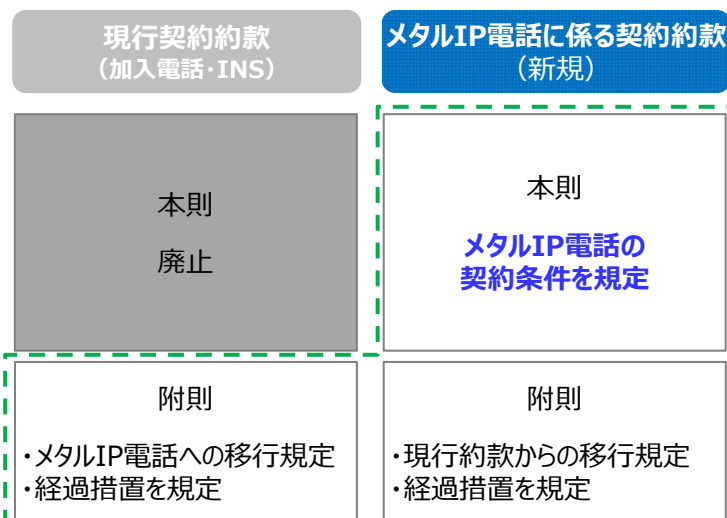 現行契約約款
（加入電話・INS）
メタルIP電話に係る契約約款
（新規）
本則
廃止
本則
メタルIP電話の
契約条件を規定
附則
・メタルIP電話への移行規定
・経過措置を規定
附則
・現行約款からの移行規定
・経過措置を規定